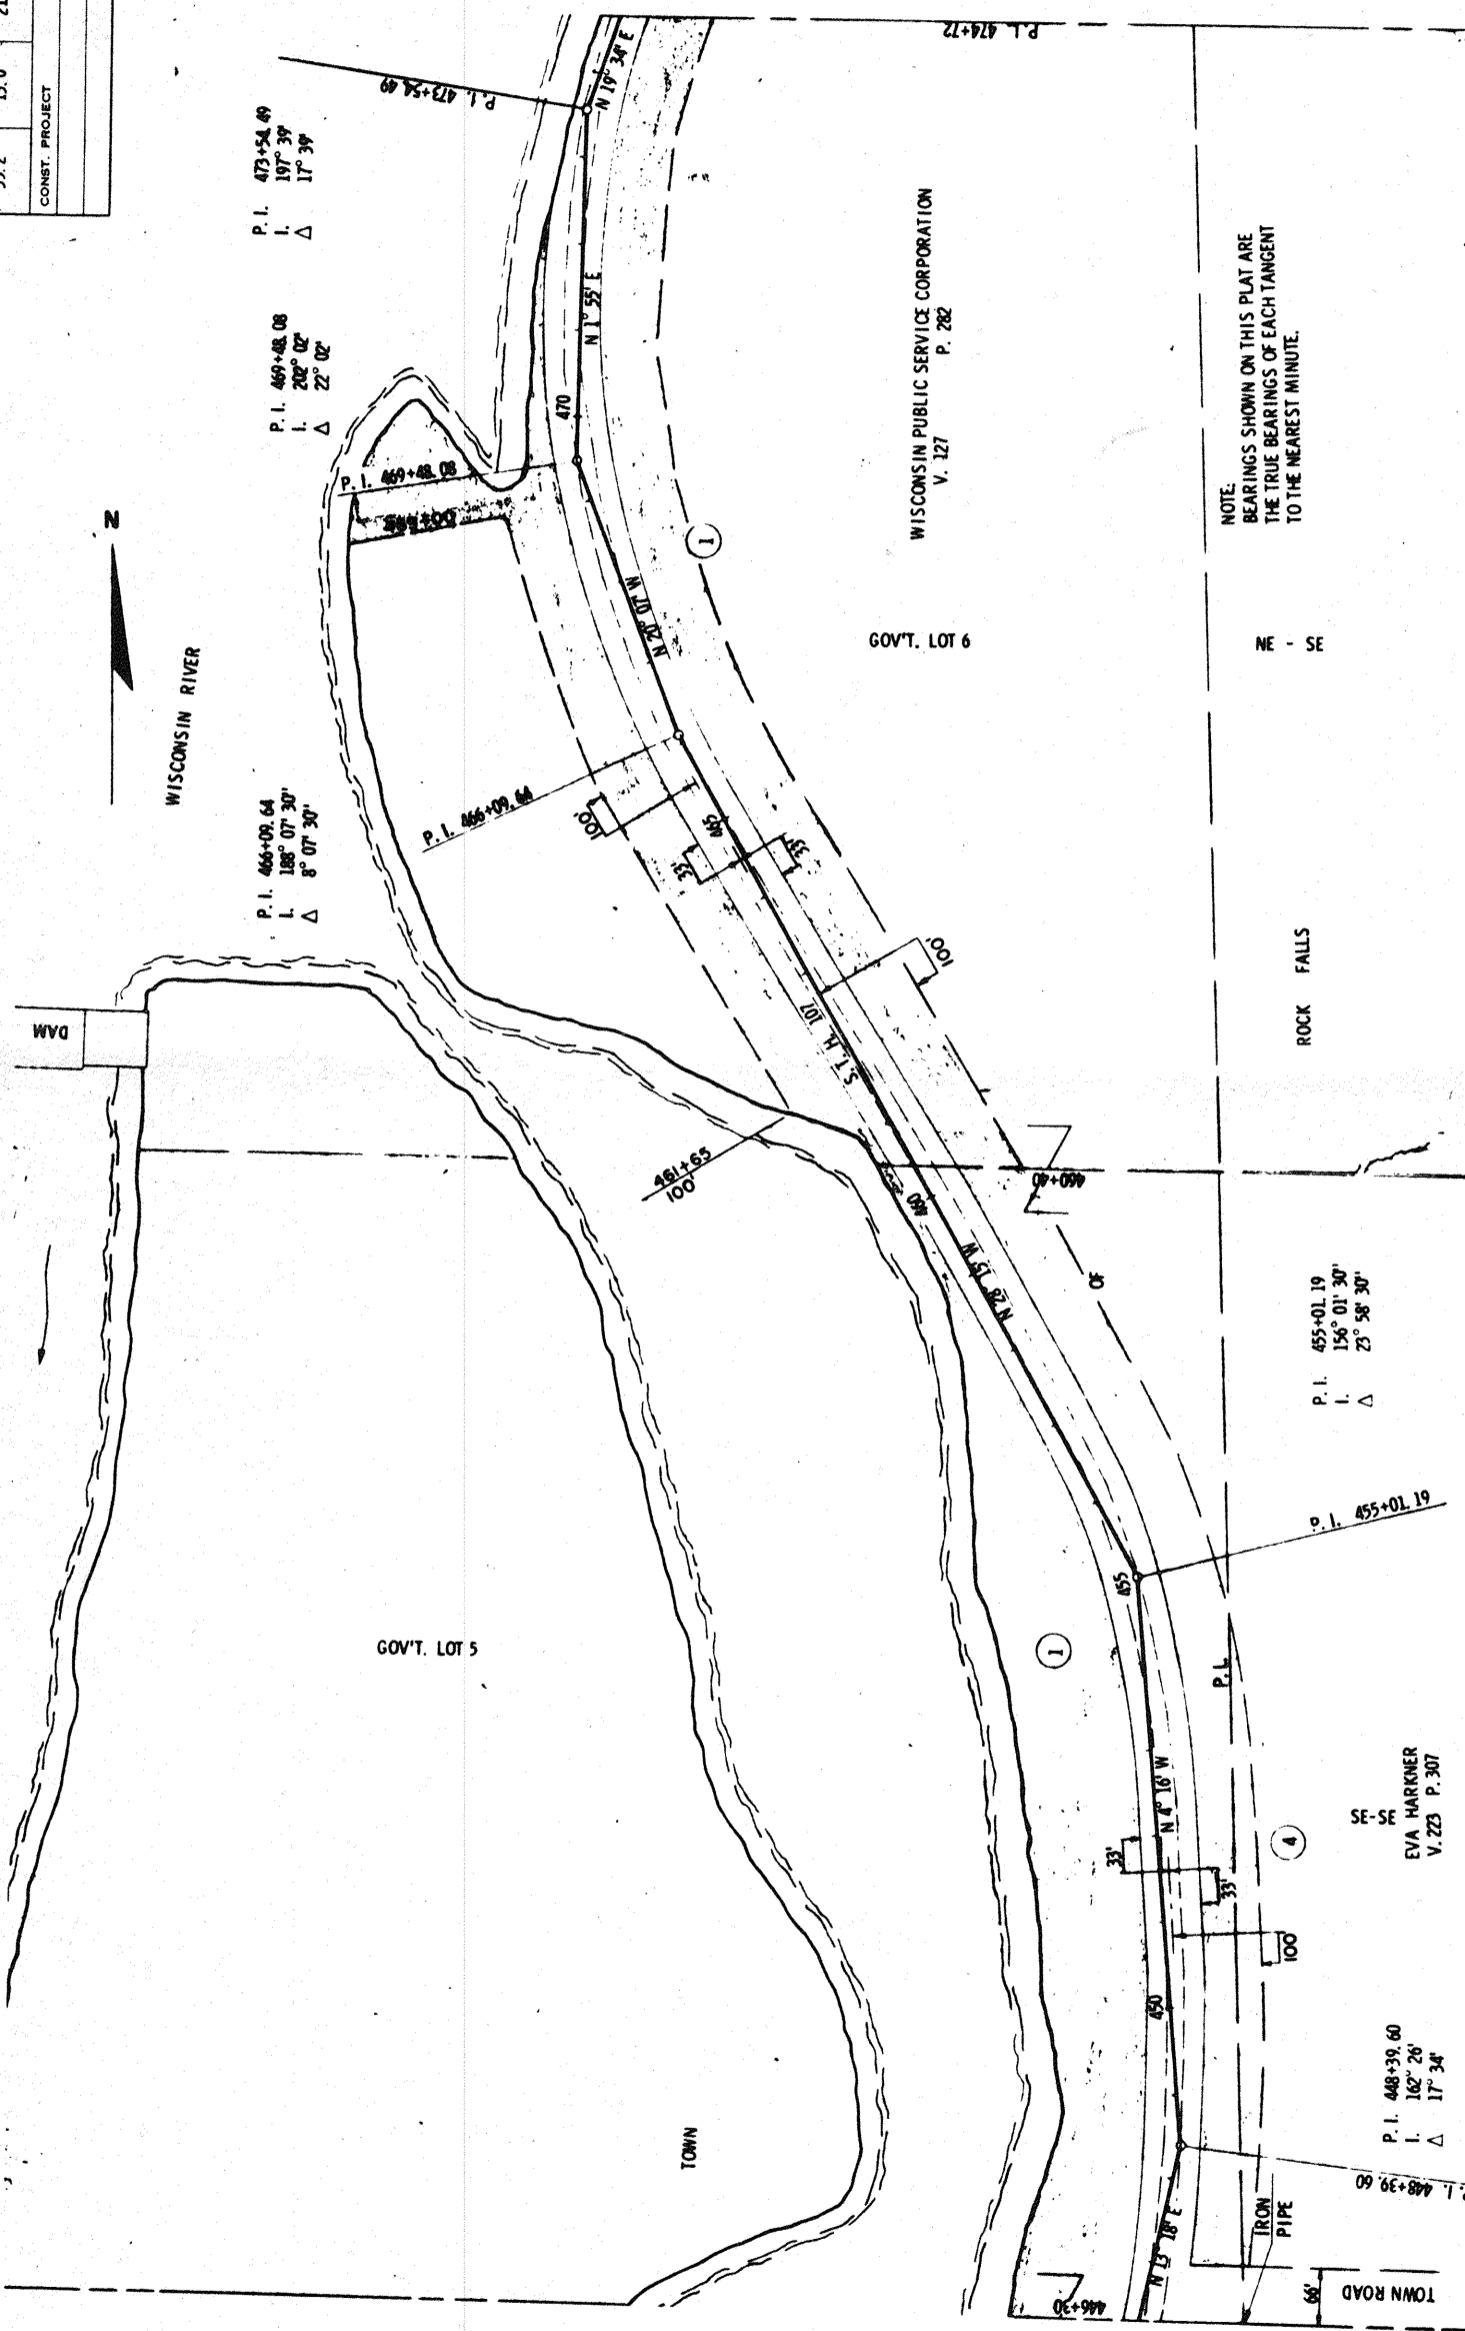 CONST. PROJECT
P. I. 473+54.49
I. 197° 39'
Δ 17° 39'
P. I. 469+48.08
I. 202° 02'
Δ 22° 02'
P. I. 466+09.64
I. 188° 07' 30"
Δ 8° 07' 30"
N
WISCONSIN RIVER
DAM
P. I. 473+54.49
N 19° 34' E
P. L. 474+72
N 1° 55' E
470
P. I. 469+48.08
N 20° 07' W
1
WISCONSIN PUBLIC SERVICE CORPORATION
V. 127 P. 282
NOTE:
BEARINGS SHOWN ON THIS PLAT ARE
THE TRUE BEARINGS OF EACH TANGENT
TO THE NEAREST MINUTE.
GOV'T. LOT 6
NE - SE
P. I. 466+09.64
100'
465
33'
33'
100'
S. T. H. 107
ROCK FALLS
461+65
100'
460
460+40
N 28° 15' W
OF
P. I. 455+01.19
I. 156° 01' 30"
Δ 23° 58' 30"
P. I. 455+01.19
455
GOV'T. LOT 5
1
P. L.
N 4° 16' W
33'
33'
4
SE-SE
EVA HARKNER
V. 223 P. 307
100'
450
P. I. 448+39.60
I. 162° 26'
Δ 17° 34'
P. I. 448+39.60
TOWN
N 13° 18' E
IRON
PIPE
446+30
66'
TOWN ROAD